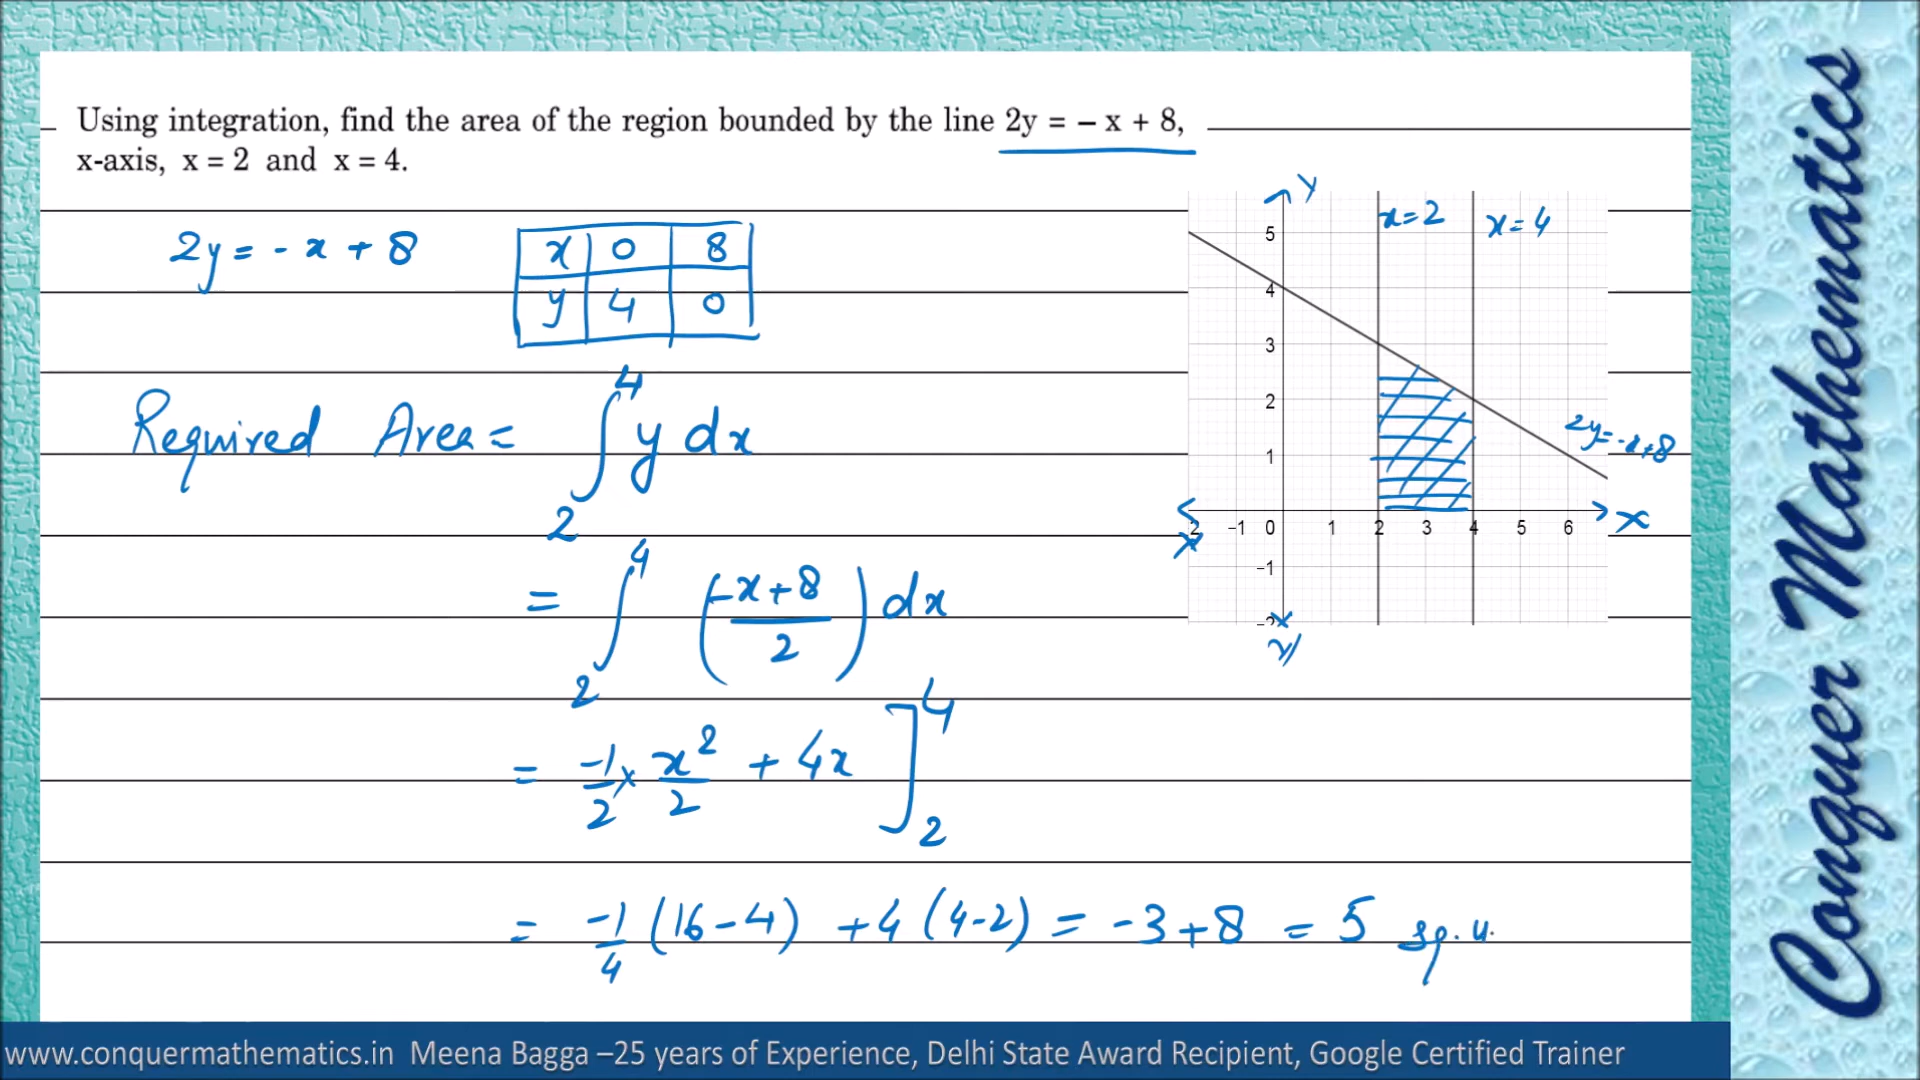 Using integration, find the area of the region bounded by the line 2y = – x + 8,
x-axis, x = 2 and x = 4.
2y = - x + 8
x 0 8
y 4 0
Required Area = ∫₂⁴ y dx
= ∫₂⁴ (-x+8 / 2) dx
= -1/2 × x²/2 + 4x ]₂⁴
= -1/4 (16-4) + 4 (4-2) = -3+8 = 5 sq. u.
Y
x=2 x=4
5
4
3
2
1
2y=-x+8
-2 –1 0 1 2 3 4 5 6 X
X'
–1
–2
Y'
Conquer Mathematics
www.conquermathematics.in Meena Bagga –25 years of Experience, Delhi State Award Recipient, Google Certified Trainer